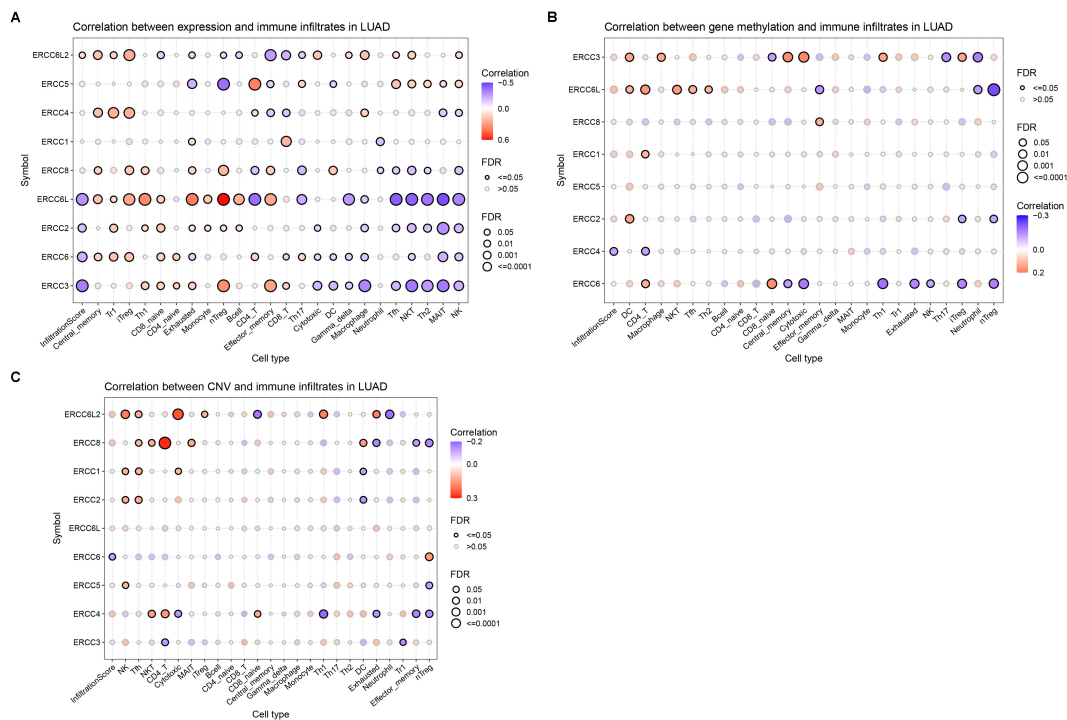 A
Correlation between expression and immune infiltrates in LUAD
ERCC6L2
ERCC5
ERCC4
ERCC1
ERCC8
ERCC6L
ERCC2
ERCC6
ERCC3
Symbol
InfiltrationScore
Central_memory
Tr1
iTreg
Th1
CD8_naive
CD4_naive
Exhausted
Monocyte
nTreg
Bcell
CD4_T
Effector_memory
CD8_T
Th17
Cytotoxic
DC
Gamma_delta
Macrophage
Neutrophil
Tfh
NKT
Th2
MAIT
NK
Cell type
Correlation
−0.5
0.0
0.6
FDR
<=0.05
>0.05
FDR
0.05
0.01
0.001
<=0.0001
B
Correlation between gene methylation and immune infiltrates in LUAD
ERCC3
ERCC6L
ERCC8
ERCC1
ERCC5
ERCC2
ERCC4
ERCC6
Symbol
InfiltrationScore
DC
CD4_T
Macrophage
NKT
Tfh
Th2
Bcell
CD4_naive
CD8_T
CD8_naive
Central_memory
Cytotoxic
Effector_memory
Gamma_delta
MAIT
Monocyte
Th1
Tr1
Exhausted
NK
Th17
iTreg
Neutrophil
nTreg
Cell type
FDR
<=0.05
>0.05
FDR
0.05
0.01
0.001
<=0.0001
Correlation
−0.3
0.0
0.2
C
Correlation between CNV and immune infiltrates in LUAD
ERCC6L2
ERCC8
ERCC1
ERCC2
ERCC6L
ERCC6
ERCC5
ERCC4
ERCC3
Symbol
InfiltrationScore
NK
Tfh
NKT
CD4_T
Cytotoxic
MAIT
iTreg
Bcell
CD4_naive
CD8_T
CD8_naive
Central_memory
Gamma_delta
Macrophage
Monocyte
Th1
Th17
Th2
DC
Exhausted
Neutrophil
Tr1
Effector_memory
nTreg
Cell type
Correlation
−0.2
0.0
0.3
FDR
<=0.05
>0.05
FDR
0.05
0.01
0.001
<=0.0001